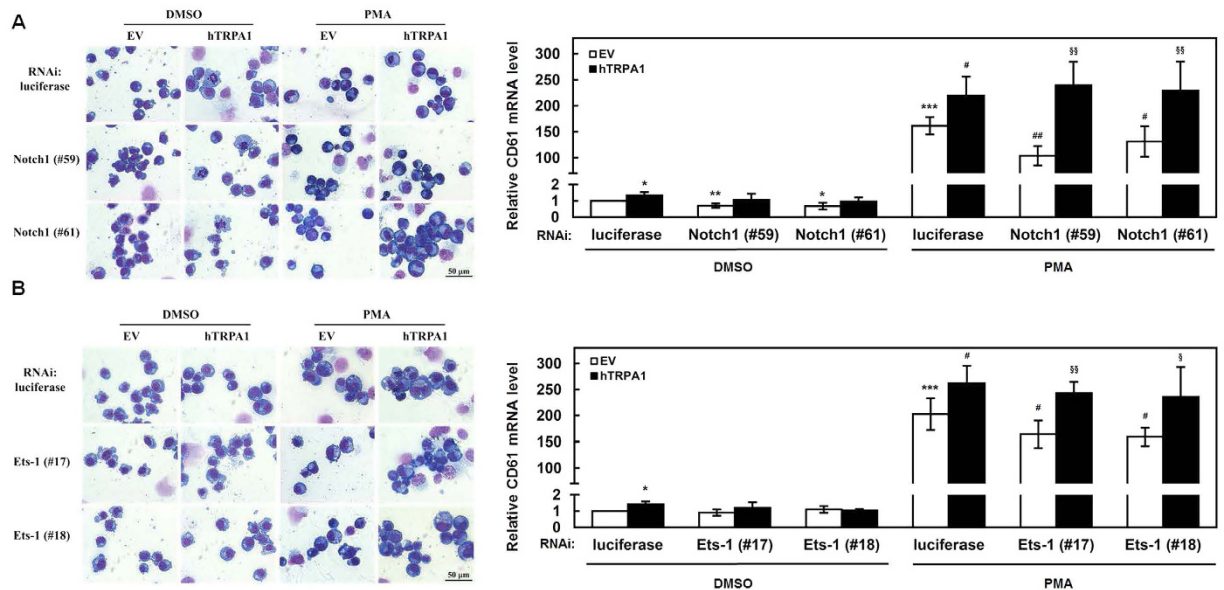 A
DMSO PMA
EV hTRPA1 EV hTRPA1
RNAi:
luciferase
Notch1 (#59)
Notch1 (#61)
50 μm
Relative CD61 mRNA level
300
250
200
150
100
2
1
0
EV
hTRPA1
* ** * *** # ## §§ # §§
RNAi: luciferase Notch1 (#59) Notch1 (#61) luciferase Notch1 (#59) Notch1 (#61)
DMSO PMA
B
DMSO PMA
EV hTRPA1 EV hTRPA1
RNAi:
luciferase
Ets-1 (#17)
Ets-1 (#18)
50 μm
Relative CD61 mRNA level
300
250
200
150
100
2
1
0
EV
hTRPA1
* *** # # §§ # §
RNAi: luciferase Ets-1 (#17) Ets-1 (#18) luciferase Ets-1 (#17) Ets-1 (#18)
DMSO PMA